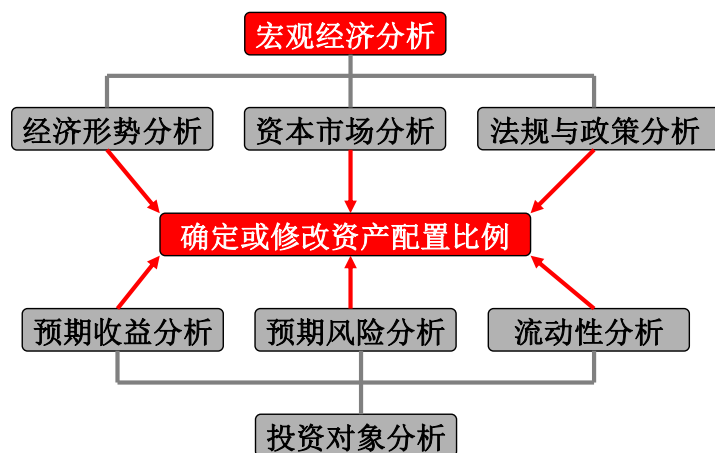 宏观经济分析
经济形势分析
资本市场分析
法规与政策分析
确定或修改资产配置比例
预期收益分析
预期风险分析
流动性分析
投资对象分析